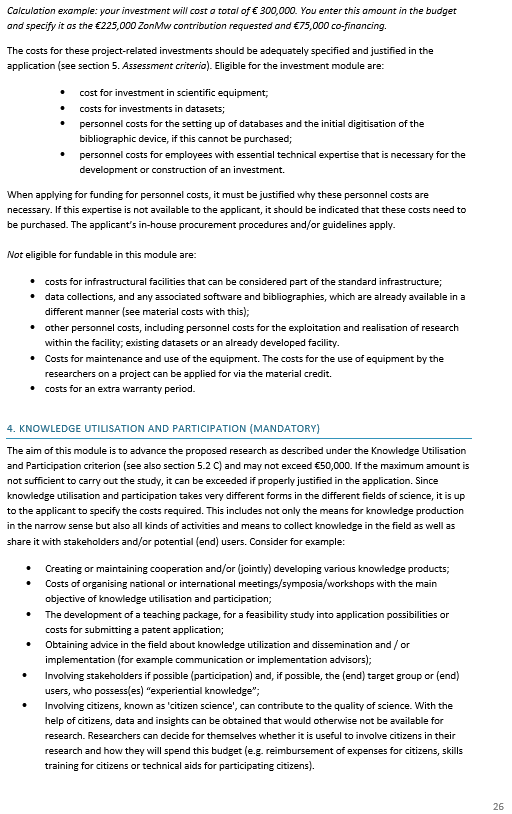 Calculation example: your investment will cost a total of € 300,000. You enter this amount in the budget
and specify it as the €225,000 ZonMw contribution requested and €75,000 co-financing.
The costs for these project-related investments should be adequately specified and justified in the
application (see section 5. Assessment criteria). Eligible for the investment module are:
• cost for investment in scientific equipment;
• costs for investments in datasets;
• personnel costs for the setting up of databases and the initial digitisation of the
bibliographic device, if this cannot be purchased;
• personnel costs for employees with essential technical expertise that is necessary for the
development or construction of an investment.
When applying for funding for personnel costs, it must be justified why these personnel costs are
necessary. If this expertise is not available to the applicant, it should be indicated that these costs need to
be purchased. The applicant's in-house procurement procedures and/or guidelines apply.
Not eligible for fundable in this module are:
• costs for infrastructural facilities that can be considered part of the standard infrastructure;
• data collections, and any associated software and bibliographies, which are already available in a
different manner (see material costs with this);
• other personnel costs, including personnel costs for the exploitation and realisation of research
within the facility; existing datasets or an already developed facility.
• Costs for maintenance and use of the equipment. The costs for the use of equipment by the
researchers on a project can be applied for via the material credit.
• costs for an extra warranty period.
4. KNOWLEDGE UTILISATION AND PARTICIPATION (MANDATORY)
The aim of this module is to advance the proposed research as described under the Knowledge Utilisation
and Participation criterion (see also section 5.2 C) and may not exceed €50,000. If the maximum amount is
not sufficient to carry out the study, it can be exceeded if properly justified in the application. Since
knowledge utilisation and participation takes very different forms in the different fields of science, it is up
to the applicant to specify the costs required. This includes not only the means for knowledge production
in the narrow sense but also all kinds of activities and means to collect knowledge in the field as well as
share it with stakeholders and/or potential (end) users. Consider for example:
• Creating or maintaining cooperation and/or (jointly) developing various knowledge products;
• Costs of organising national or international meetings/symposia/workshops with the main
objective of knowledge utilisation and participation;
• The development of a teaching package, for a feasibility study into application possibilities or
costs for submitting a patent application;
• Obtaining advice in the field about knowledge utilization and dissemination and / or
implementation (for example communication or implementation advisors);
• Involving stakeholders if possible (participation) and, if possible, the (end) target group or (end)
users, who possess(es) “experiential knowledge”;
• Involving citizens, known as 'citizen science', can contribute to the quality of science. With the
help of citizens, data and insights can be obtained that would otherwise not be available for
research. Researchers can decide for themselves whether it is useful to involve citizens in their
research and how they will spend this budget (e.g. reimbursement of expenses for citizens, skills
training for citizens or technical aids for participating citizens).
26